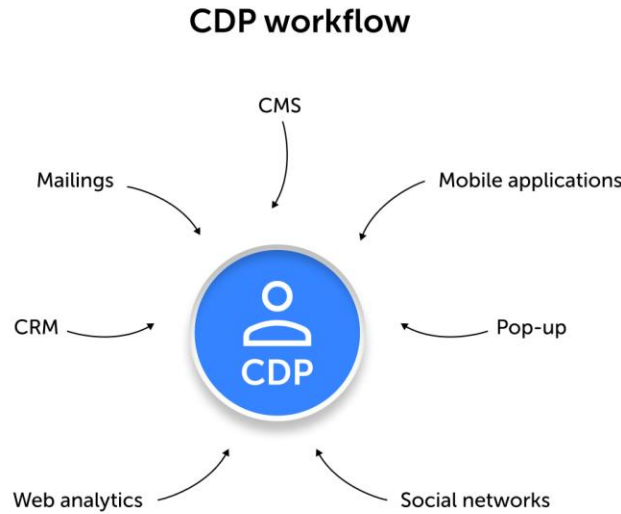 CDP workflow
CMS
Mailings
Mobile applications
CRM
CDP
Pop-up
Web analytics
Social networks